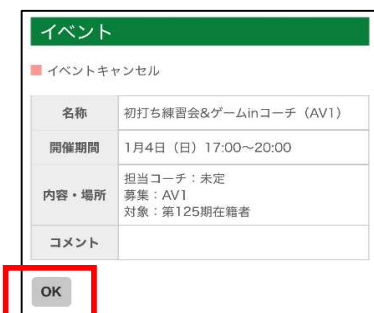 イベント
イベントキャンセル
名称 初打ち練習会&ゲームinコーチ（AV1）
開催期間 1月4日（日）17:00～20:00
内容・場所 担当コーチ：未定
募集：AV1
対象：第125期在籍者
コメント
OK